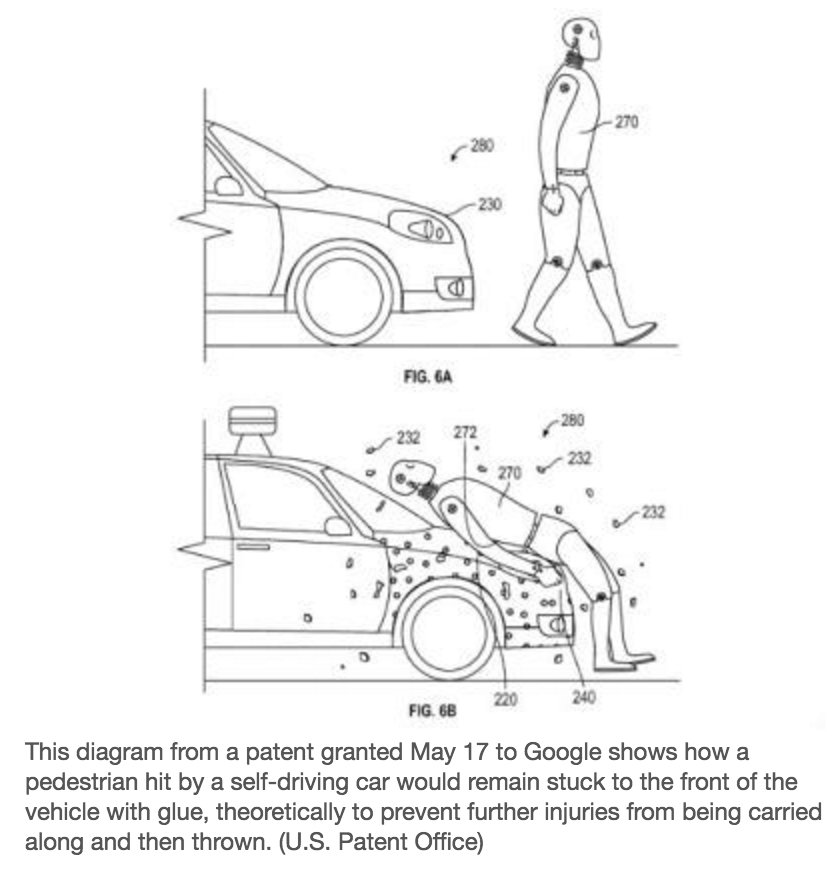 270
280
230
FIG. 6A
280
232
272
232
270
232
220
240
FIG. 6B
This diagram from a patent granted May 17 to Google shows how a
pedestrian hit by a self-driving car would remain stuck to the front of the
vehicle with glue, theoretically to prevent further injuries from being carried
along and then thrown. (U.S. Patent Office)